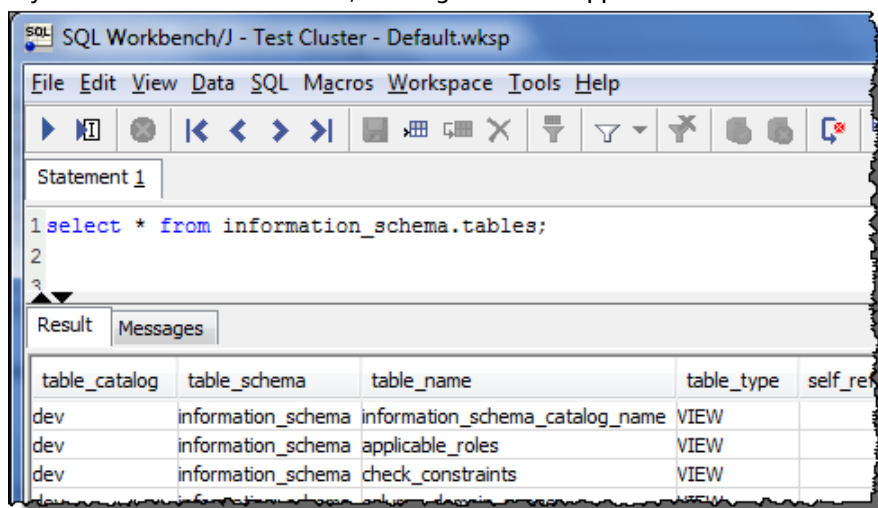 SQL Workbench/J - Test Cluster - Default.wksp
File Edit View Data SQL Macros Workspace Tools Help
Statement 1
1 select * from information_schema.tables;
2
3
Result Messages
table_catalog table_schema table_name table_type self_ref
dev information_schema information_schema_catalog_name VIEW
dev information_schema applicable_roles VIEW
dev information_schema check_constraints VIEW